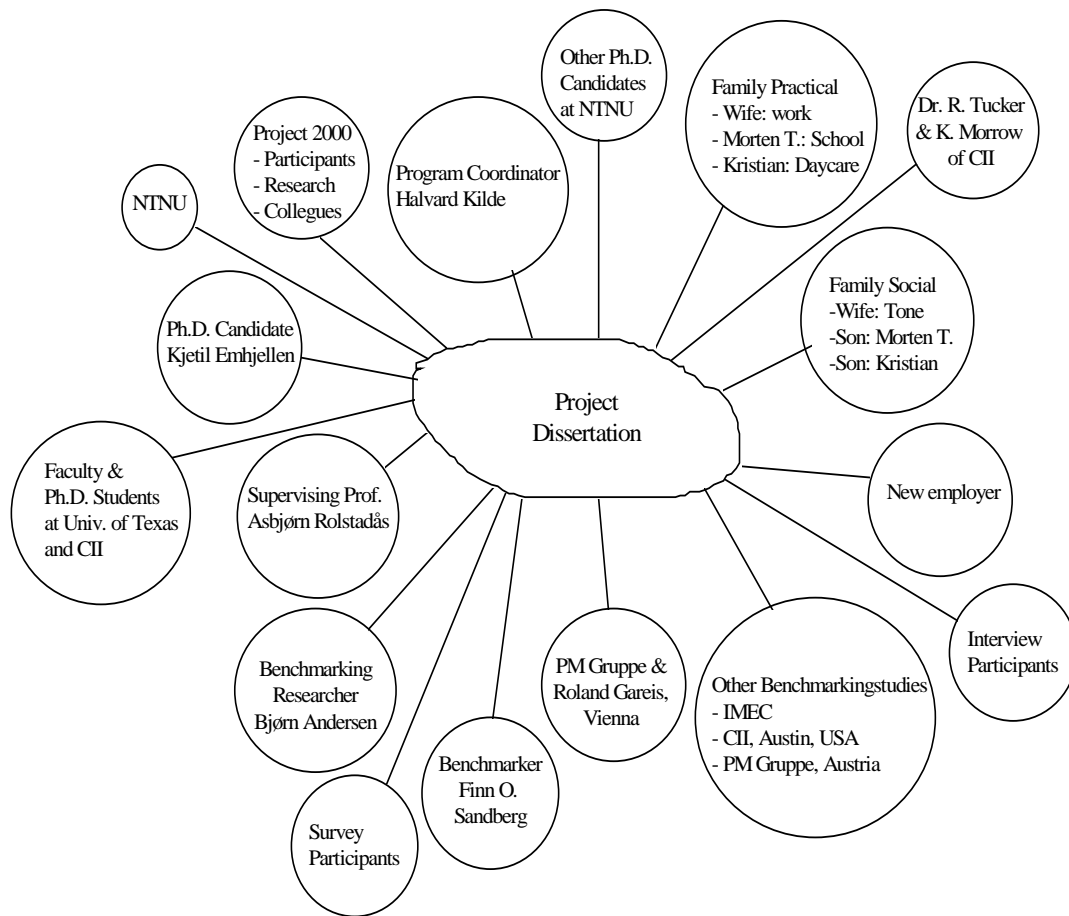 Other Ph.D.
Candidates
at NTNU
Family Practical
- Wife: work
- Morten T.: School
- Kristian: Daycare
Dr. R. Tucker
& K. Morrow
of CII
Project 2000
- Participants
- Research
- Collegues
Program Coordinator
Halvard Kilde
NTNU
Family Social
-Wife: Tone
-Son: Morten T.
-Son: Kristian
Ph.D. Candidate
Kjetil Emhjellen
Project
Dissertation
Faculty &
Ph.D. Students
at Univ. of Texas
and CII
Supervising Prof.
Asbjørn Rolstadås
New employer
Benchmarking
Researcher
Bjørn Andersen
PM Gruppe &
Roland Gareis,
Vienna
Other Benchmarkingstudies
- IMEC
- CII, Austin, USA
- PM Gruppe, Austria
Interview
Participants
Benchmarker
Finn O.
Sandberg
Survey
Participants